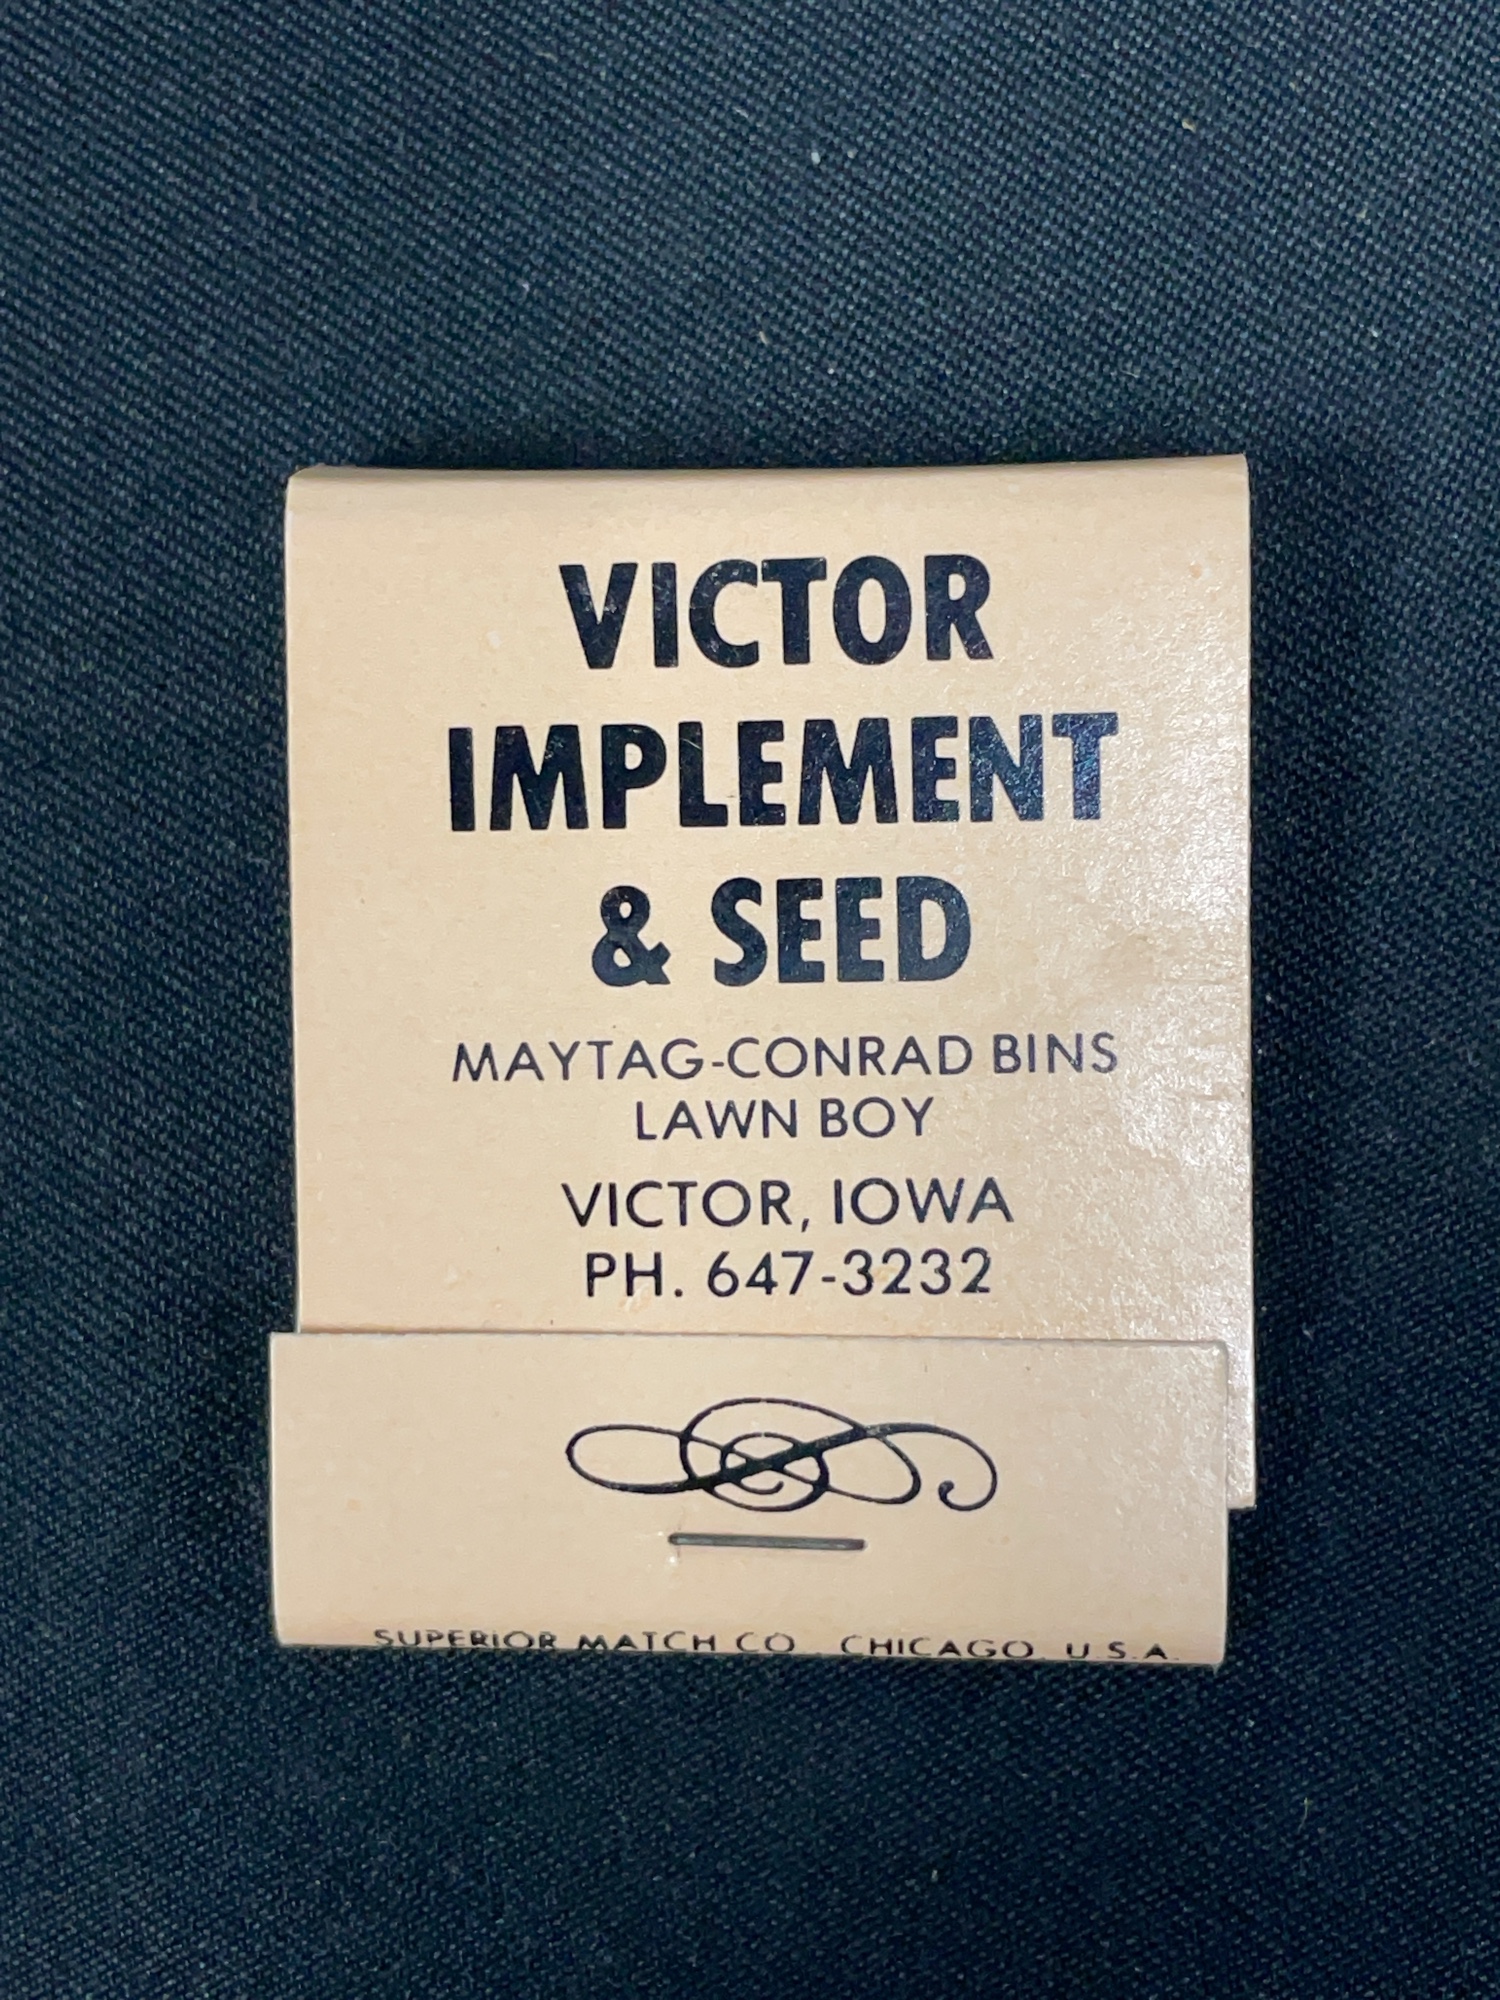 VICTOR
IMPLEMENT
& SEED
MAYTAG-CONRAD BINS
LAWN BOY
VICTOR, IOWA
PH. 647-3232
SUPERIOR MATCH CO., CHICAGO, U.S.A.